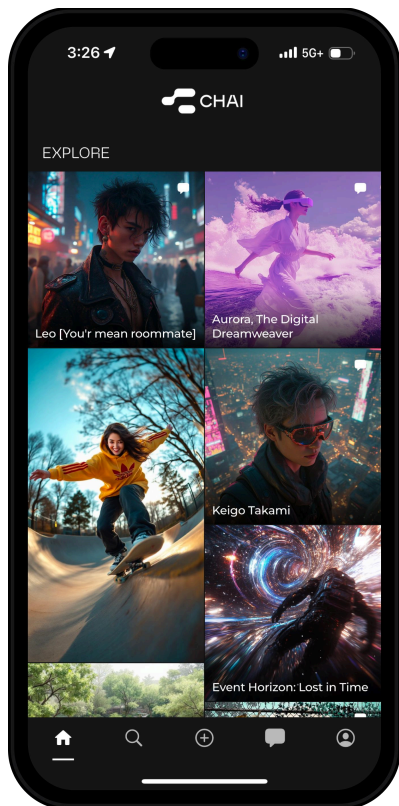 3:26
5G+
CHAI
EXPLORE
Leo [You'r mean roommate]
Aurora, The Digital
Dreamweaver
Keigo Takami
Event Horizon: Lost in Time